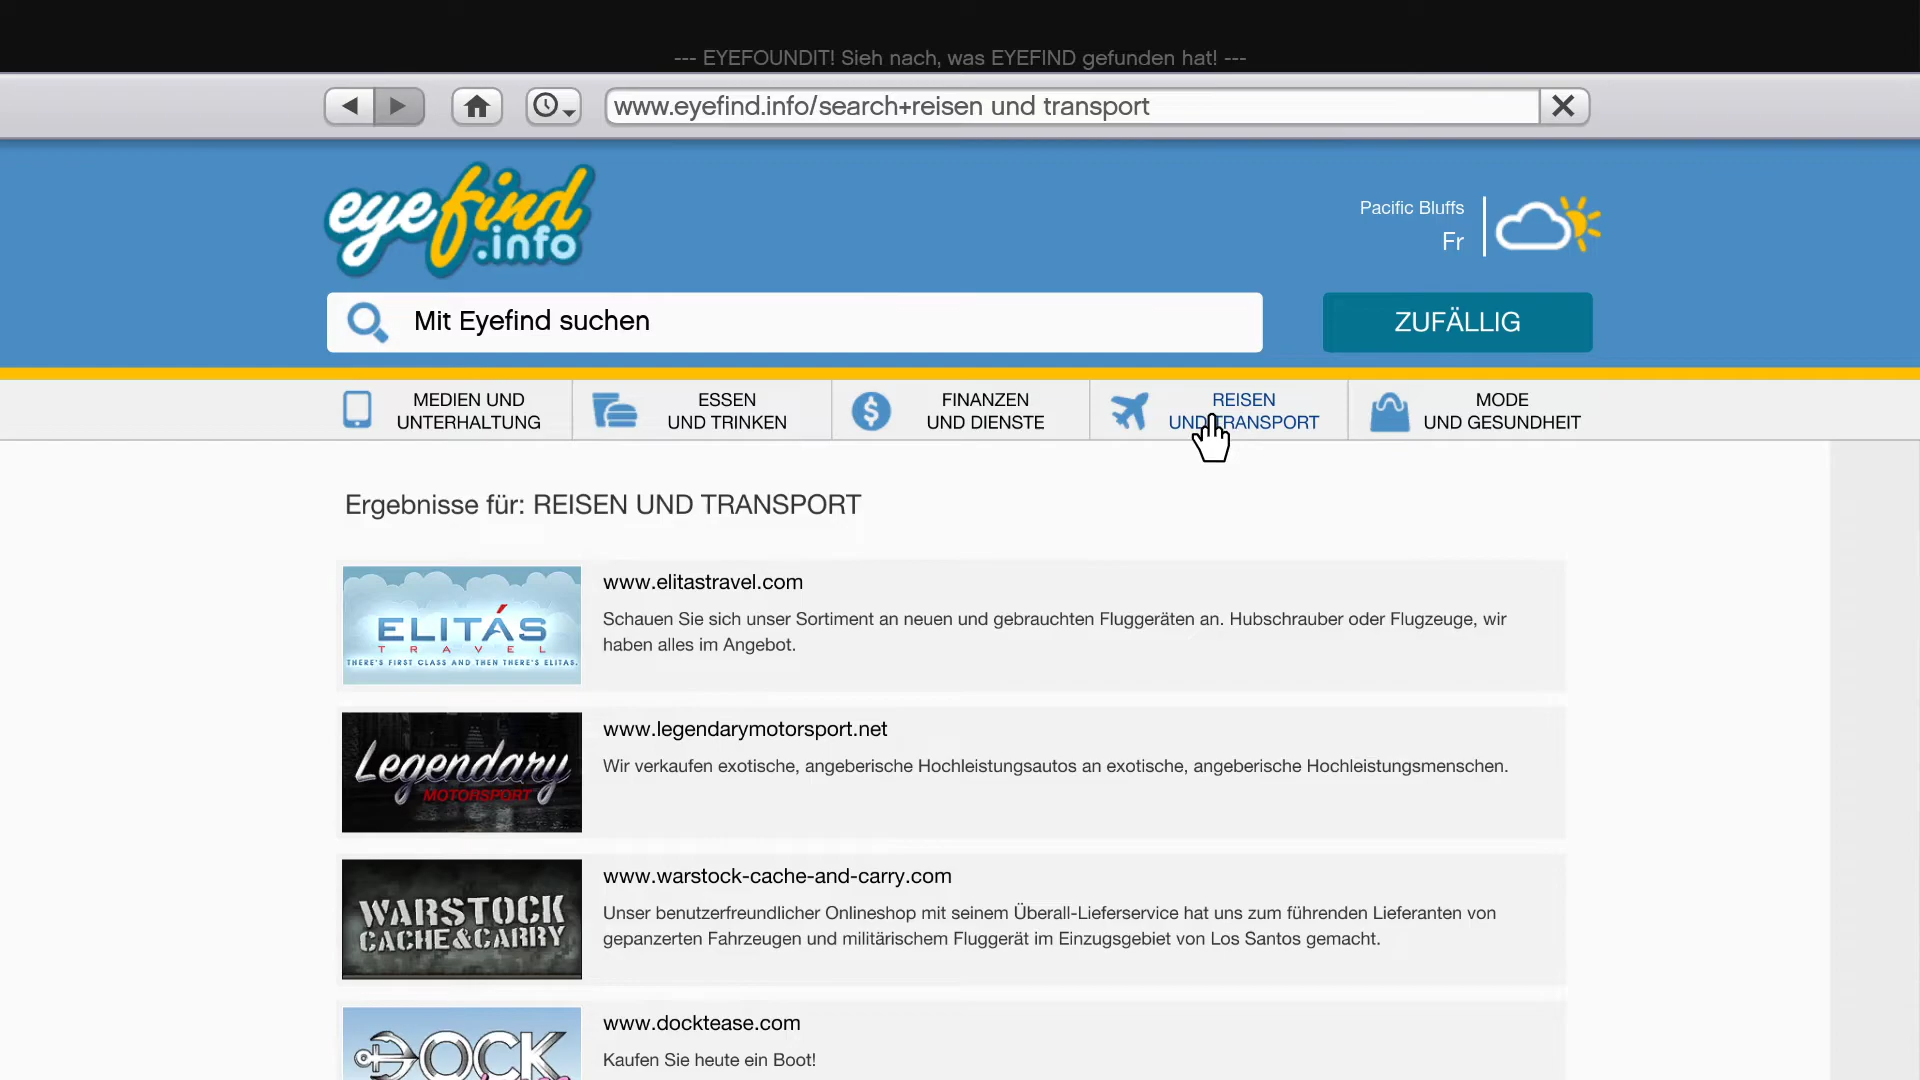 --- EYEFOUNDIT! Sieh nach, was EYEFIND gefunden hat! ---
www.eyefind.info/search+reisen und transport
eyefind
.info
Pacific Bluffs
Fr
Mit Eyefind suchen
ZUFÄLLIG
MEDIEN UND
UNTERHALTUNG
ESSEN
UND TRINKEN
FINANZEN
UND DIENSTE
REISEN
UND TRANSPORT
MODE
UND GESUNDHEIT
Ergebnisse für: REISEN UND TRANSPORT
ELITÁS
TRAVEL
THERE'S FIRST CLASS AND THEN THERE'S ELITAS.
www.elitastravel.com
Schauen Sie sich unser Sortiment an neuen und gebrauchten Fluggeräten an. Hubschrauber oder Flugzeuge, wir
haben alles im Angebot.
Legendary
MOTORSPORT
www.legendarymotorsport.net
Wir verkaufen exotische, angeberische Hochleistungsautos an exotische, angeberische Hochleistungsmenschen.
WARSTOCK
CACHE&CARRY
www.warstock-cache-and-carry.com
Unser benutzerfreundlicher Onlineshop mit seinem Überall-Lieferservice hat uns zum führenden Lieferanten von
gepanzerten Fahrzeugen und militärischem Fluggerät im Einzugsgebiet von Los Santos gemacht.
DOCK
www.docktease.com
Kaufen Sie heute ein Boot!